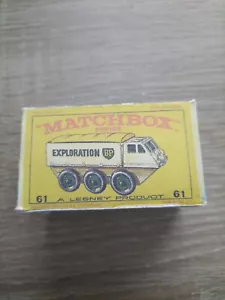 MATCHBOX
EXPLORATION BP
61 A LESNEY PRODUCT 61